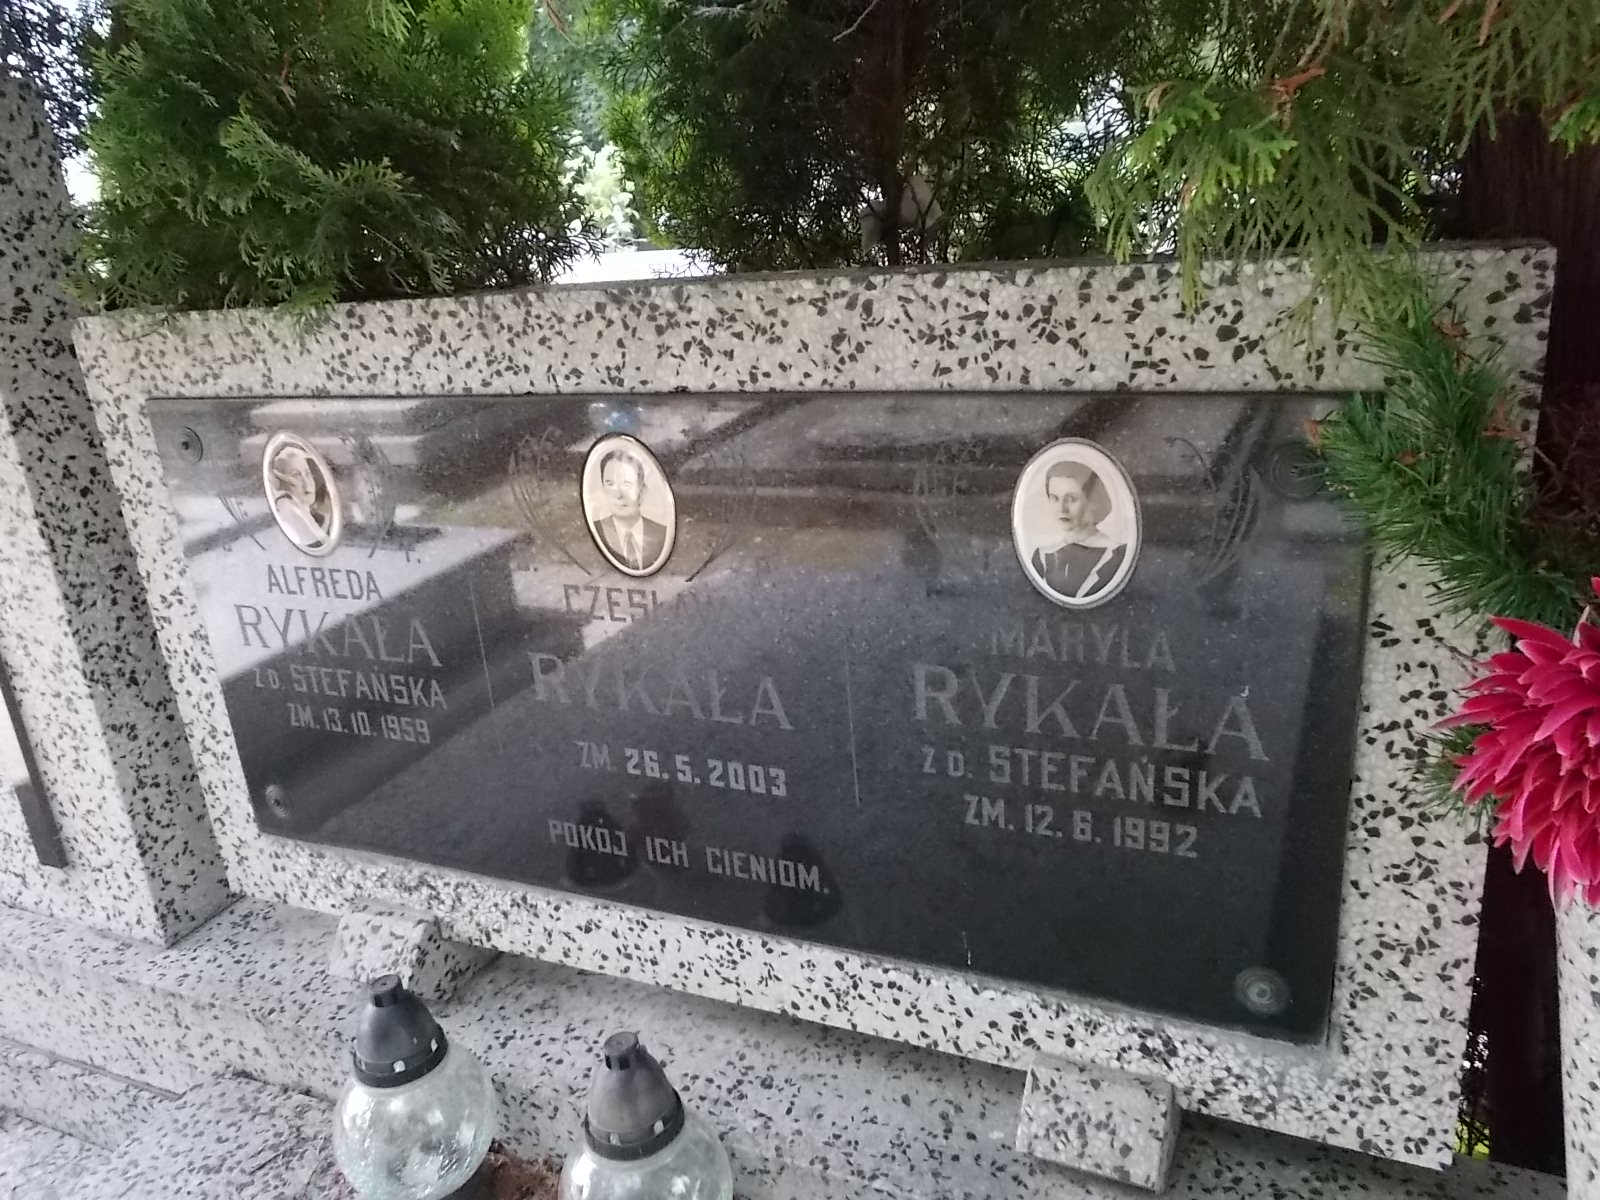 ALFREDA
RYKAŁA
Z D. STEFAŃSKA
ZM. 13.10.1959
RYKAŁA
ZM. 26.5.2003
MARYLA
RYKAŁA
Z D. STEFAŃSKA
ZM. 12.6.1992
POKÓJ ICH CIENIOM.